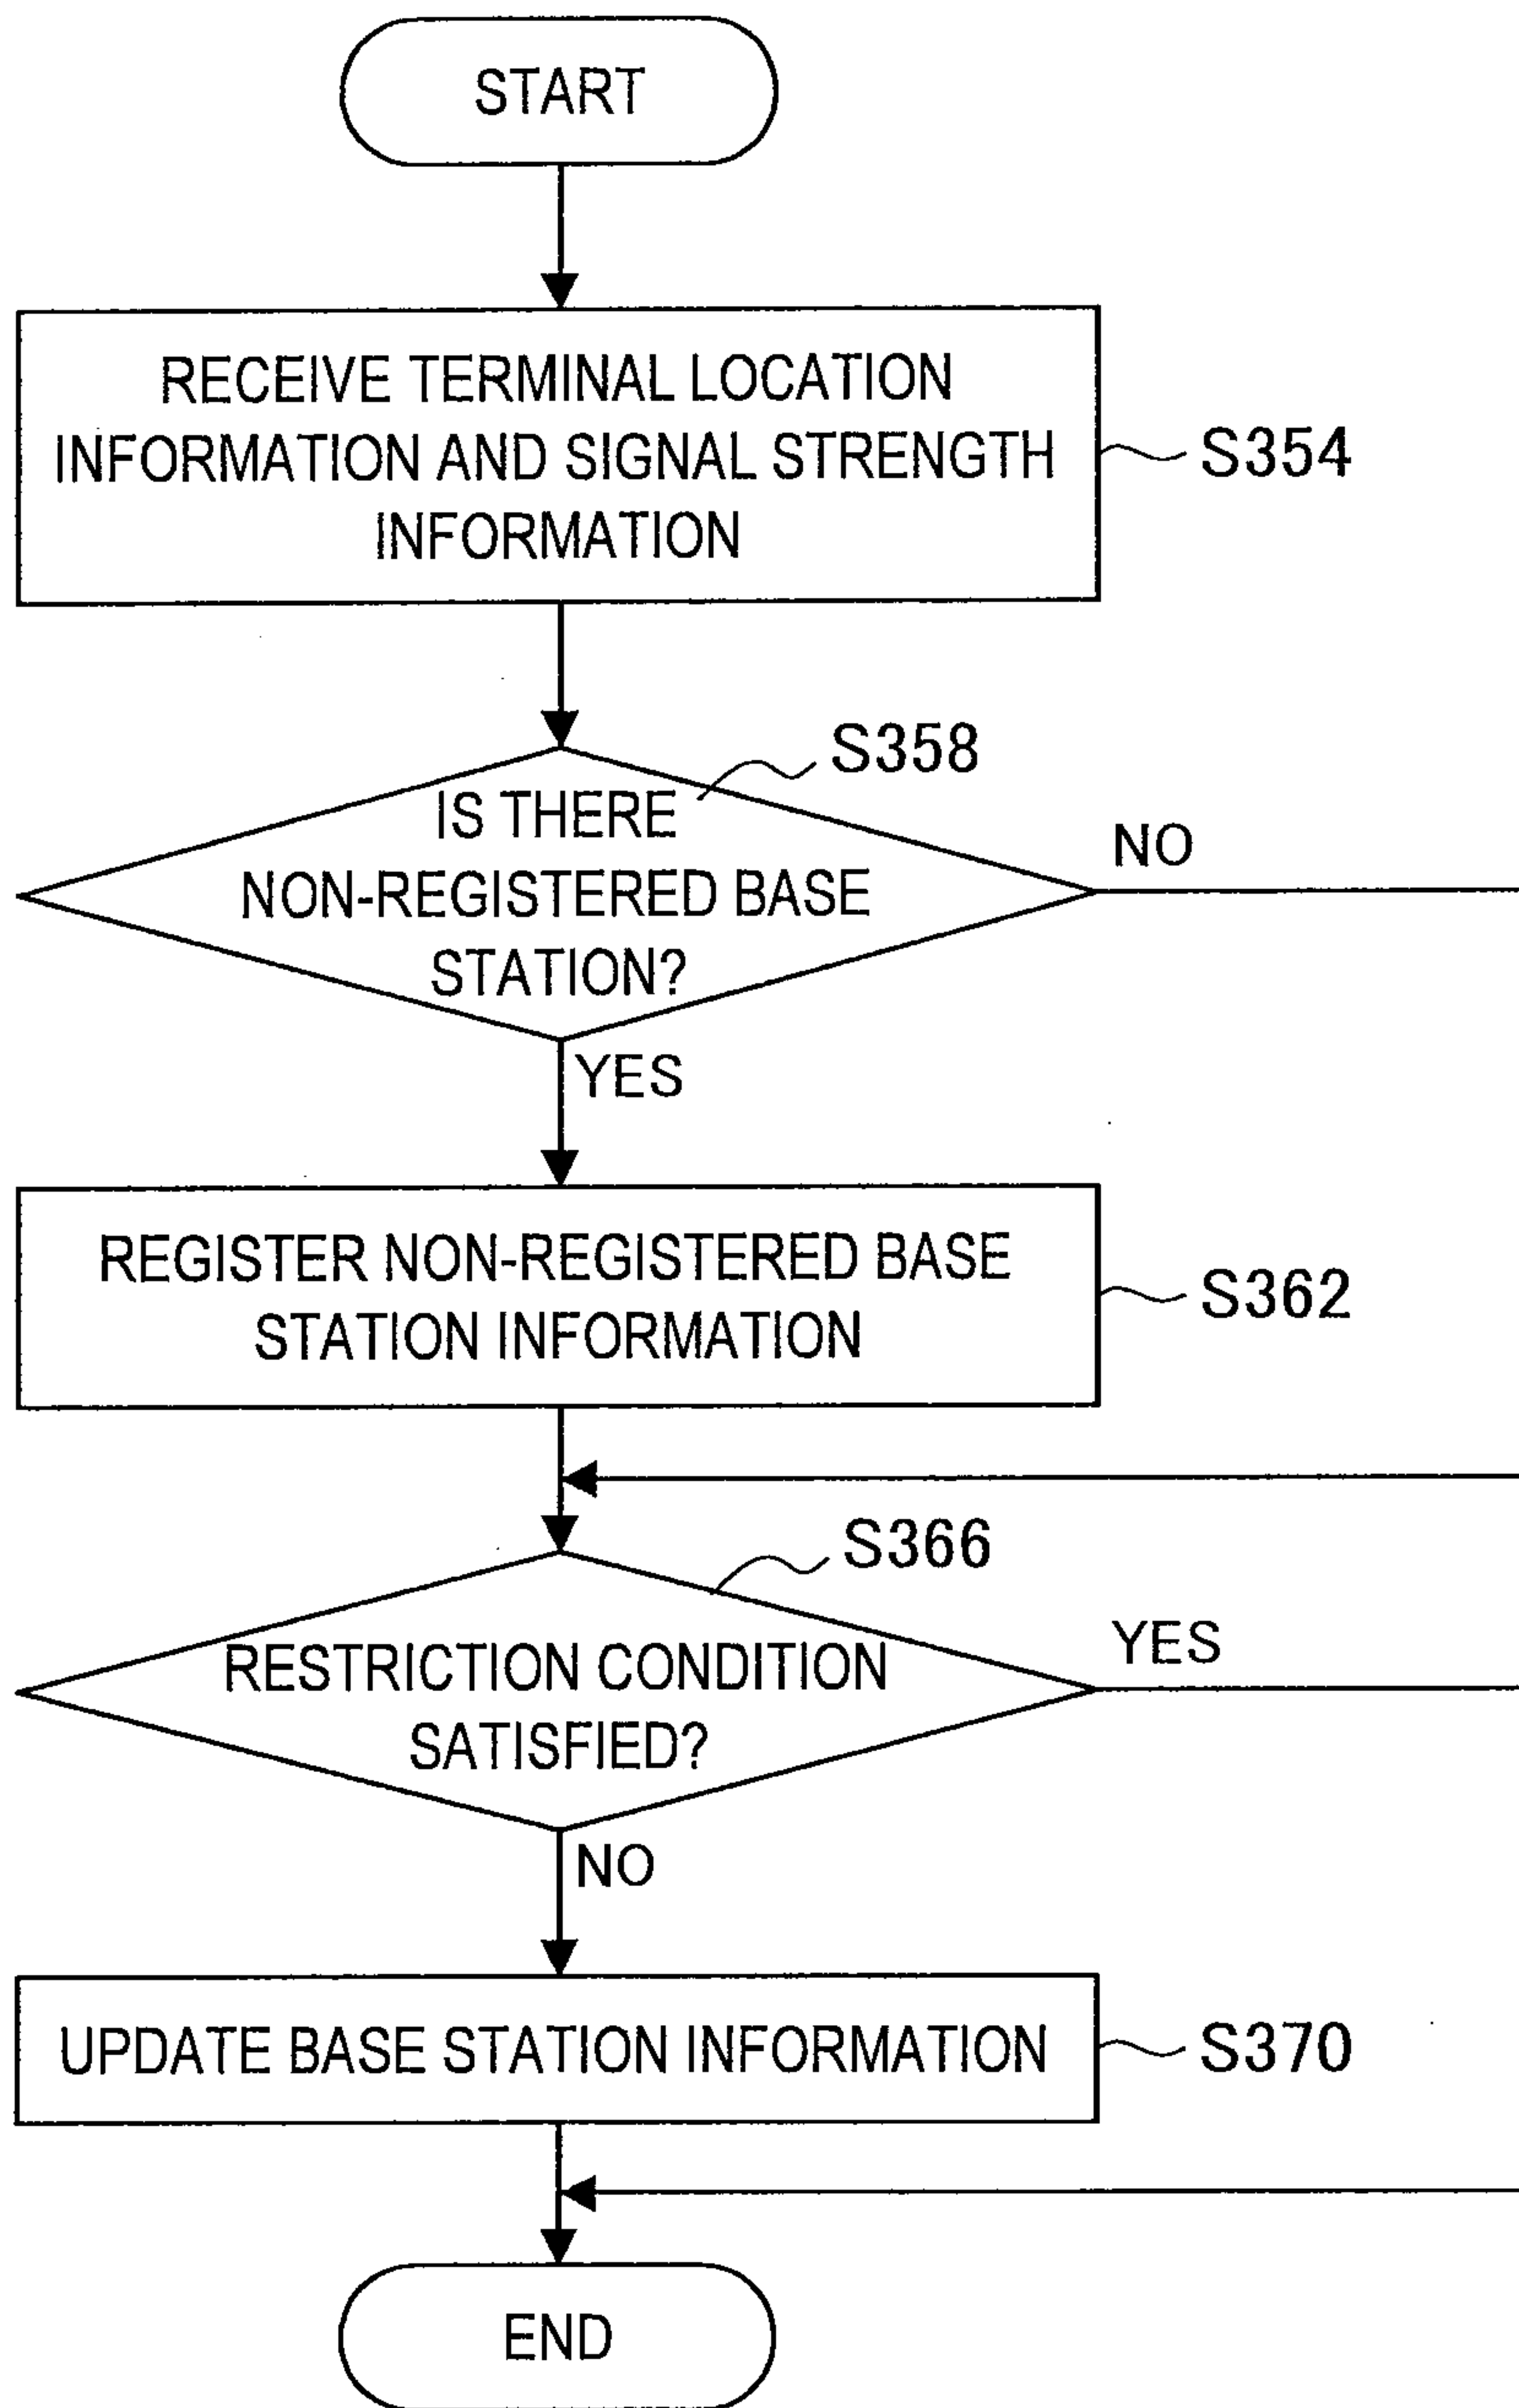 START
RECEIVE TERMINAL LOCATION
INFORMATION AND SIGNAL STRENGTH
INFORMATION
S354
S358
IS THERE
NON-REGISTERED BASE
STATION?
NO
YES
REGISTER NON-REGISTERED BASE
STATION INFORMATION
S362
S366
RESTRICTION CONDITION
SATISFIED?
YES
NO
UPDATE BASE STATION INFORMATION
S370
END